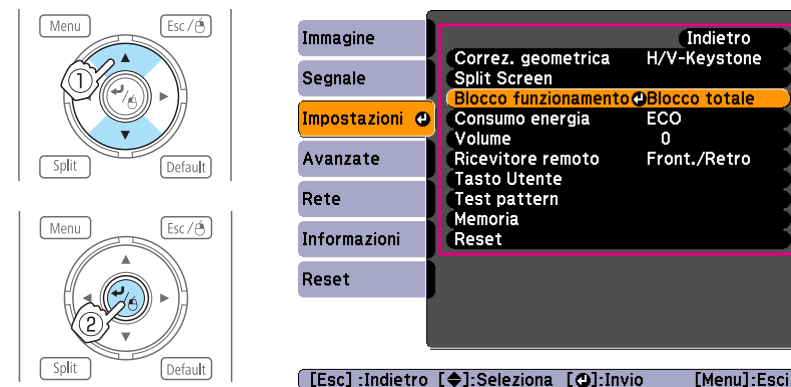 Menu
Esc/
1
Split
Default
Menu
Esc/
2
Split
Default
Immagine
Segnale
Impostazioni
Avanzate
Rete
Informazioni
Reset
Indietro
Correz. geometrica H/V-Keystone
Split Screen
Blocco funzionamento Blocco totale
Consumo energia ECO
Volume 0
Ricevitore remoto Front./Retro
Tasto Utente
Test pattern
Memoria
Reset
[Esc] :Indietro [◆]:Seleziona [⏎]:Invio [Menu]:Esci